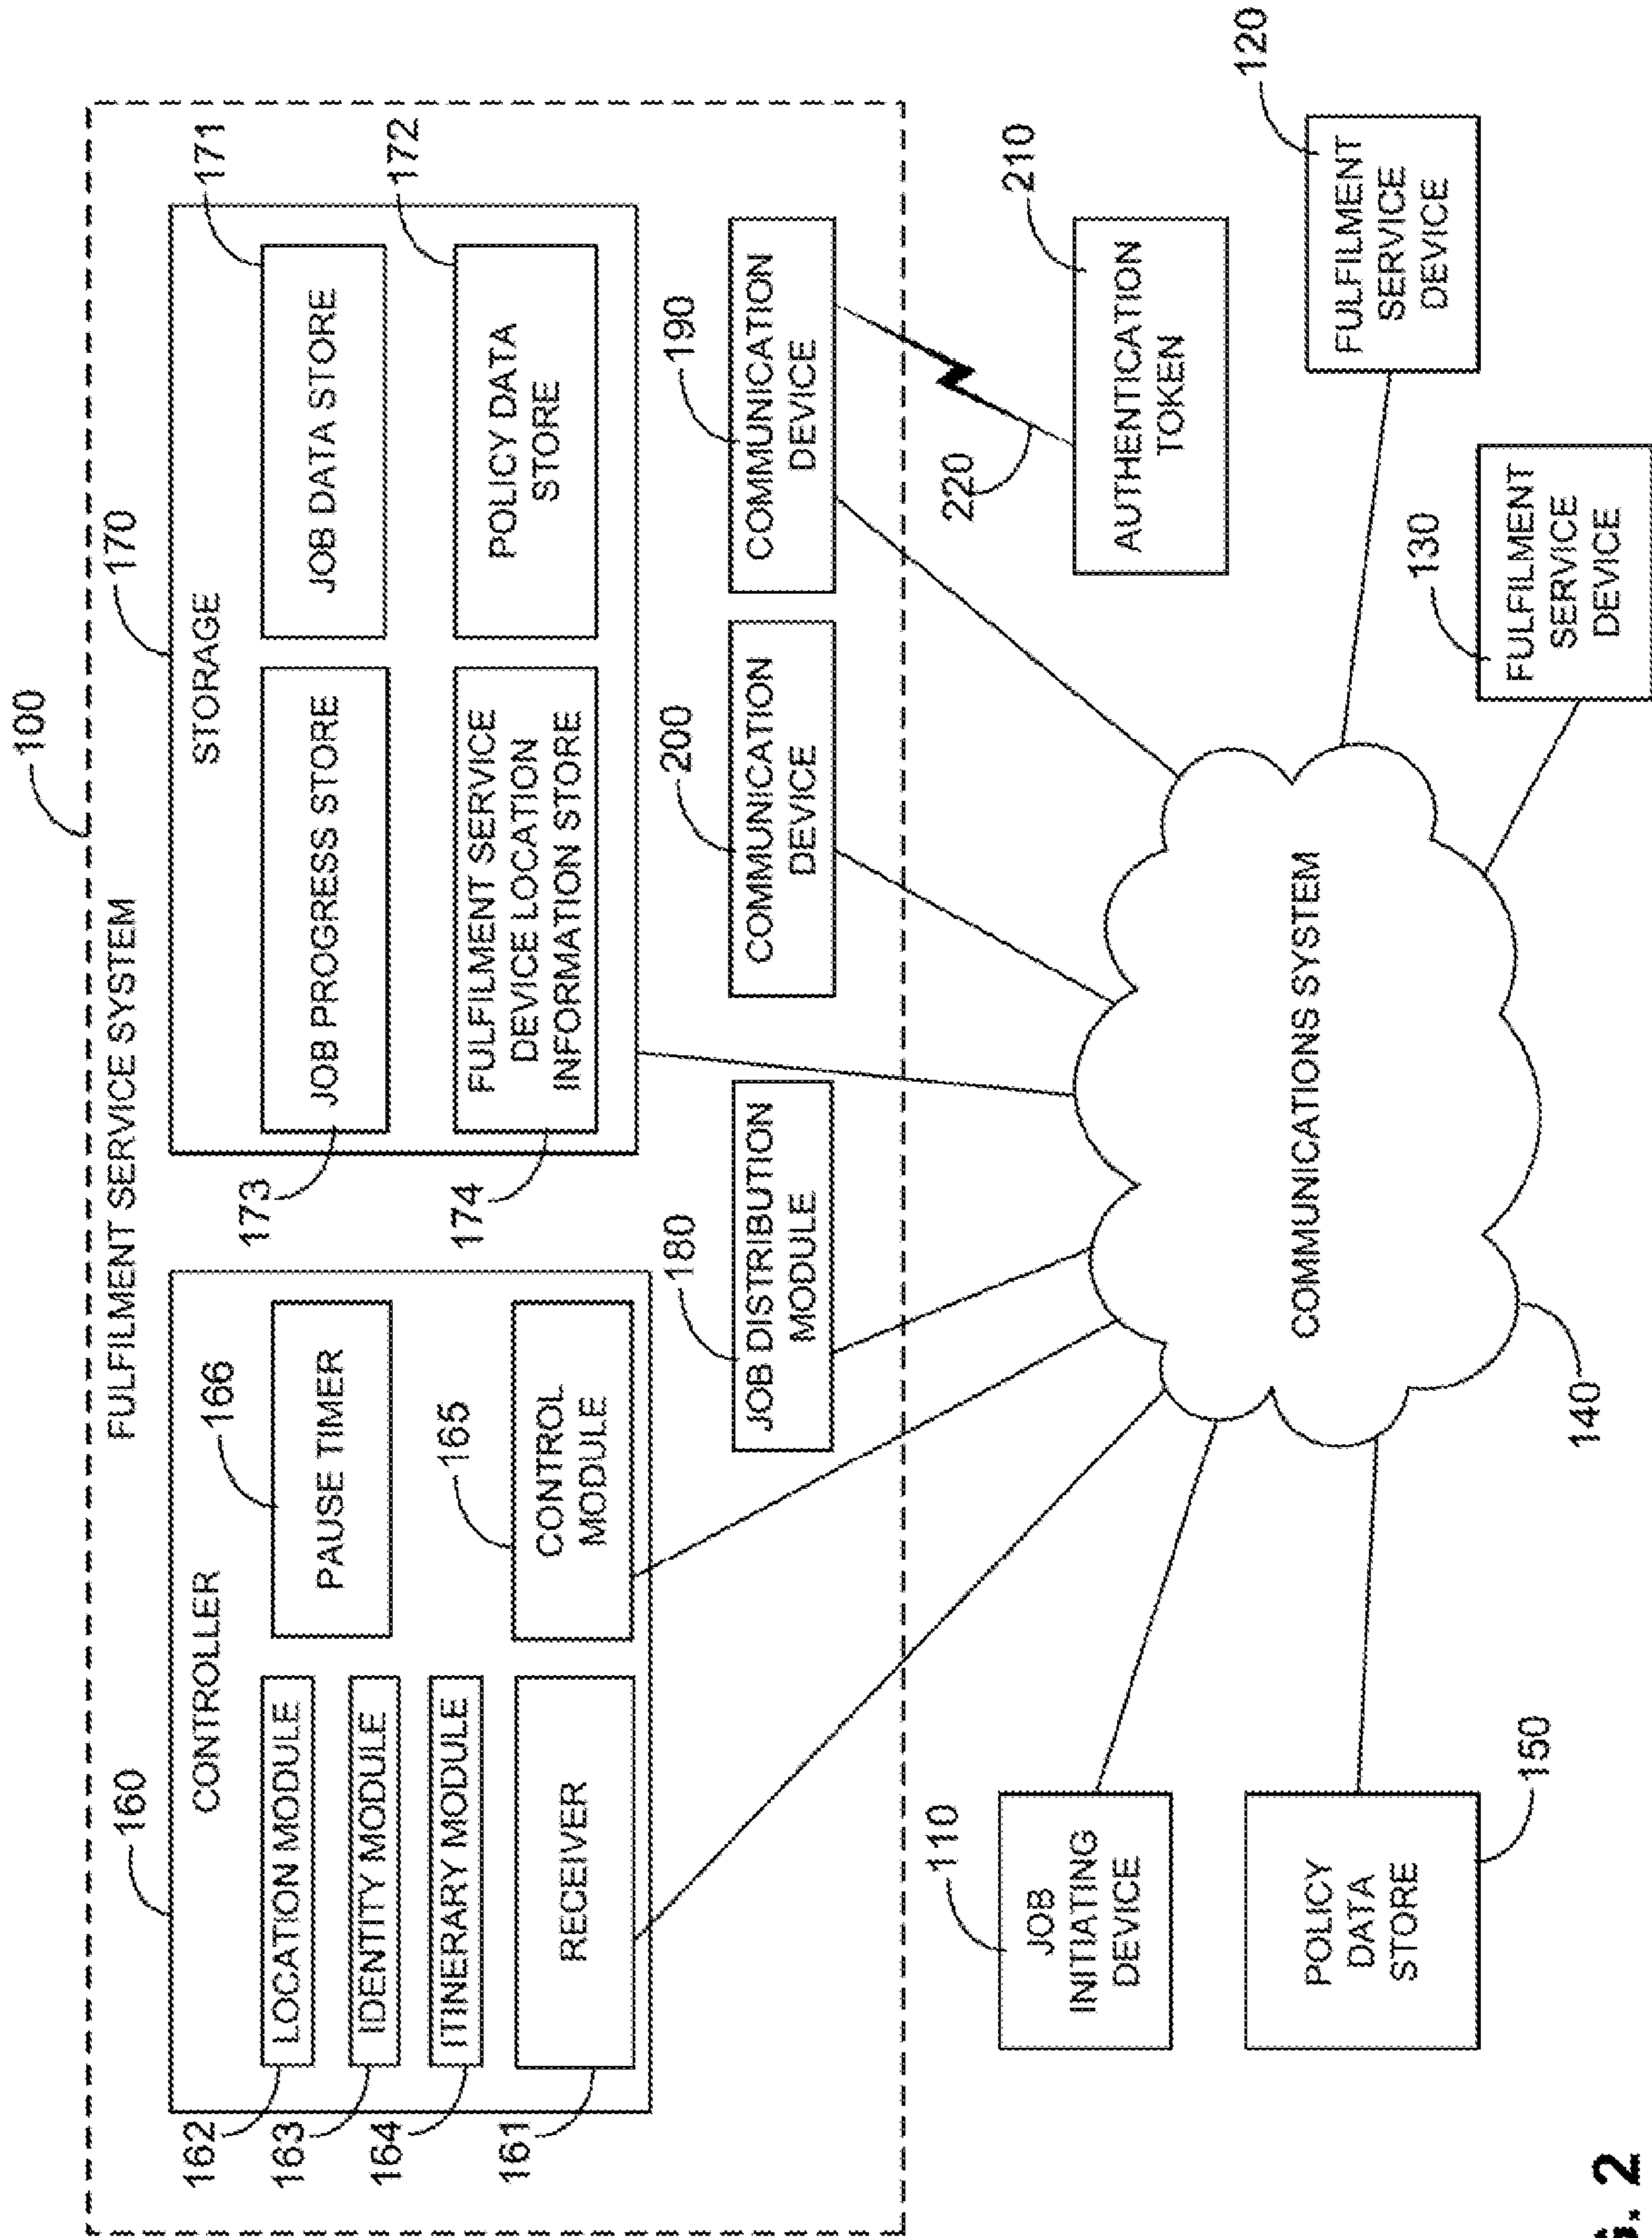 100
FULFILMENT SERVICE SYSTEM
160
CONTROLLER
162
LOCATION MODULE
163
IDENTITY MODULE
164
ITINERARY MODULE
161
RECEIVER
166
PAUSE TIMER
165
CONTROL
MODULE
170
STORAGE
173
JOB PROGRESS STORE
171
JOB DATA STORE
174
FULFILMENT SERVICE
DEVICE LOCATION
INFORMATION STORE
172
POLICY DATA
STORE
180
JOB DISTRIBUTION
MODULE
200
COMMUNICATION
DEVICE
190
COMMUNICATION
DEVICE
220
210
AUTHENTICATION
TOKEN
110
JOB
INITIATING
DEVICE
150
POLICY
DATA
STORE
COMMUNICATIONS SYSTEM
140
120
FULFILMENT
SERVICE
DEVICE
130
FULFILMENT
SERVICE
DEVICE
2